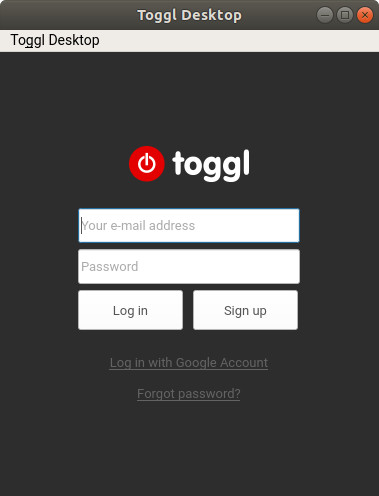 Toggl Desktop
Toggl Desktop
toggl
Your e-mail address
Password
Log in Sign up
Log in with Google Account
Forgot password?